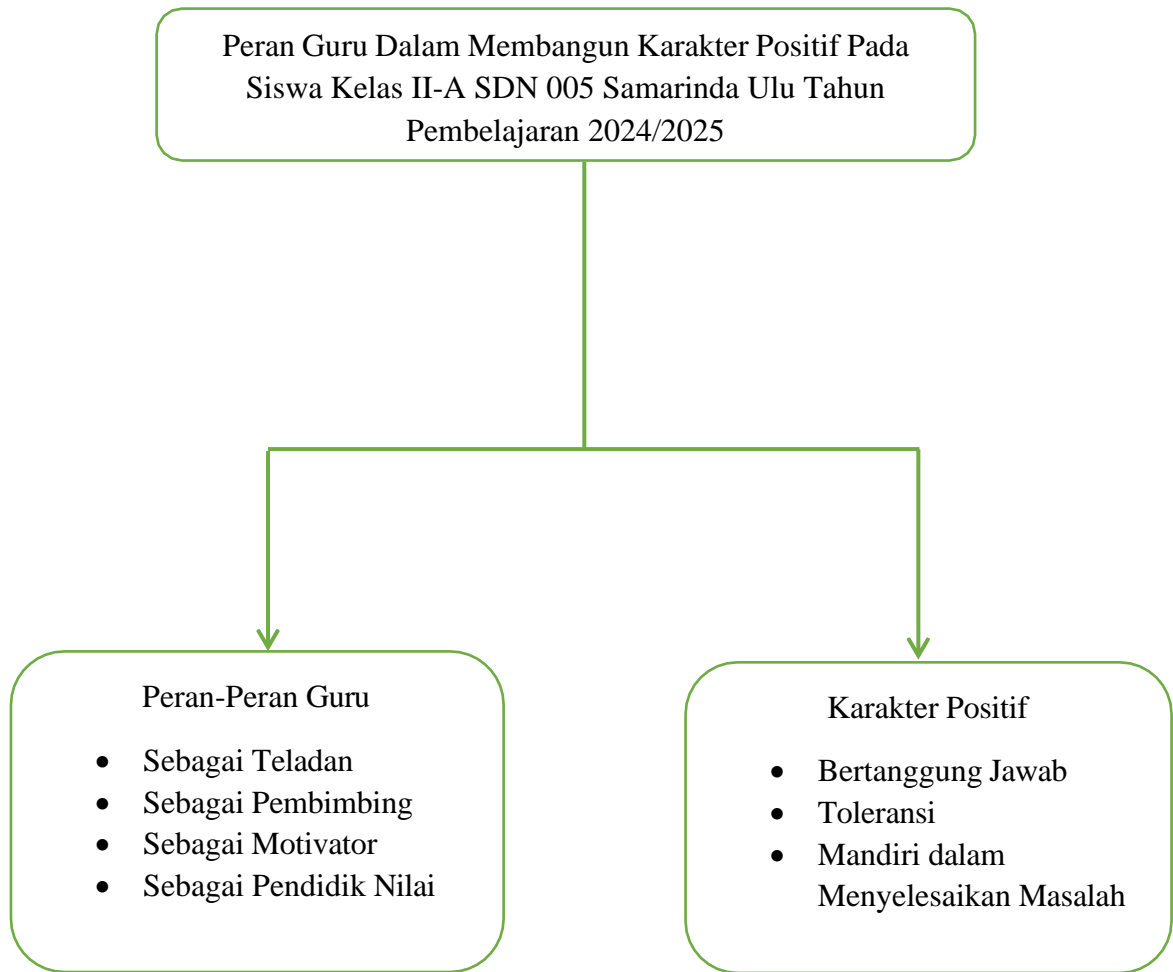 Peran Guru Dalam Membangun Karakter Positif Pada
Siswa Kelas II-A SDN 005 Samarinda Ulu Tahun
Pembelajaran 2024/2025
Peran-Peran Guru
• Sebagai Teladan
• Sebagai Pembimbing
• Sebagai Motivator
• Sebagai Pendidik Nilai
Karakter Positif
• Bertanggung Jawab
• Toleransi
• Mandiri dalam
Menyelesaikan Masalah